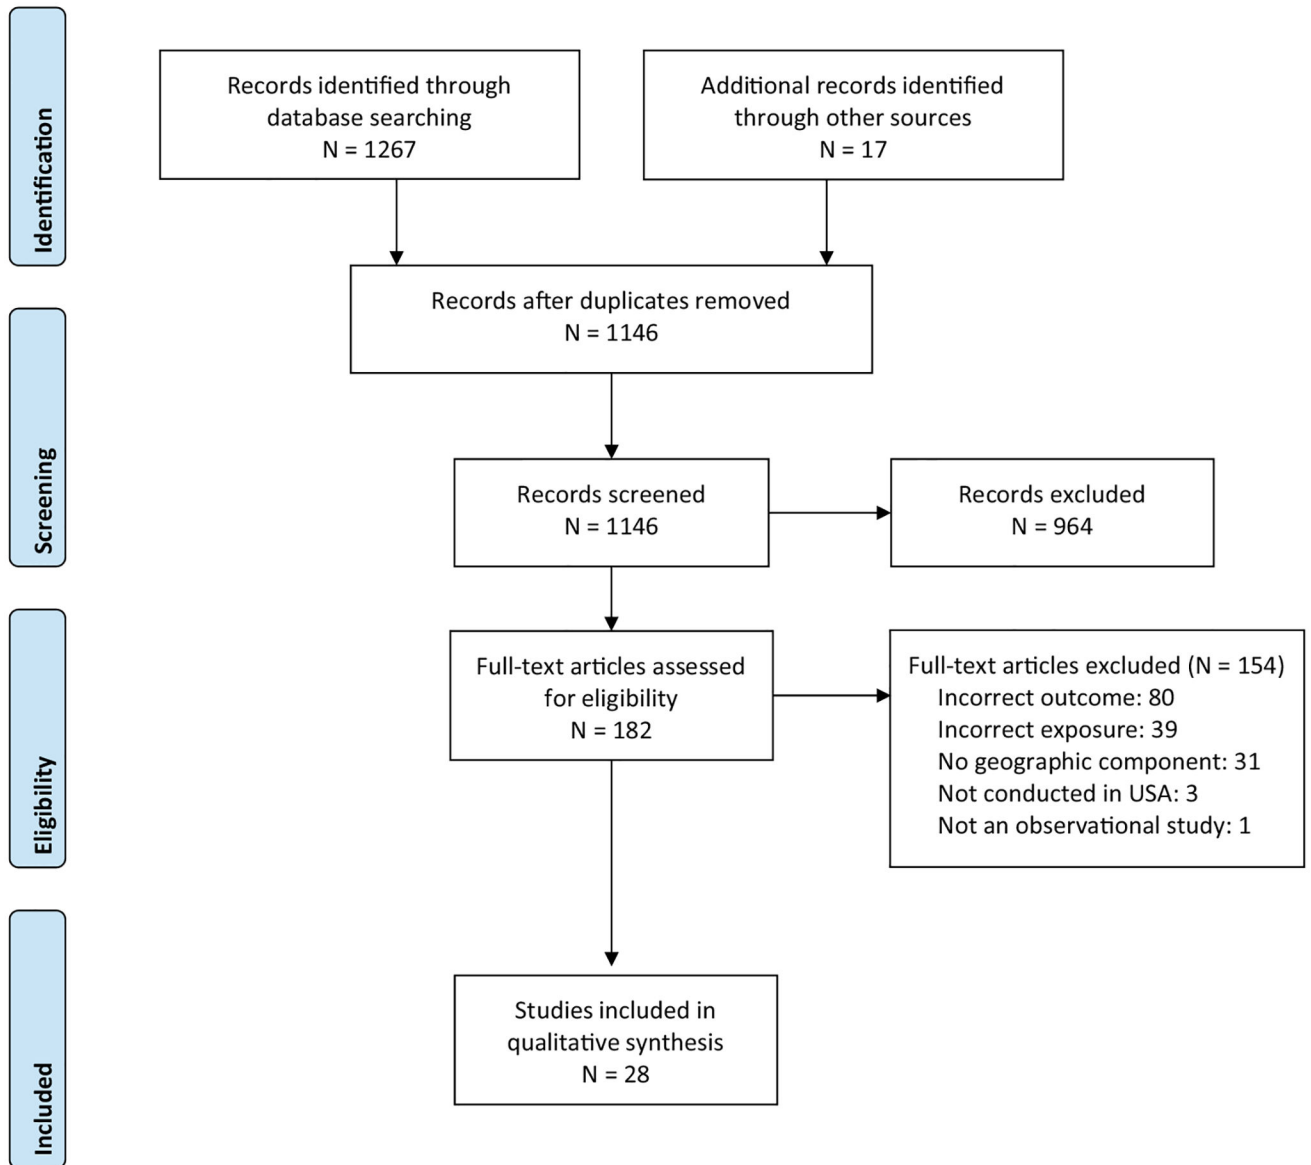 Identification
Records identified through
database searching
N = 1267
Additional records identified
through other sources
N = 17
Records after duplicates removed
N = 1146
Screening
Records screened
N = 1146
Records excluded
N = 964
Eligibility
Full-text articles assessed
for eligibility
N = 182
Full-text articles excluded (N = 154)
Incorrect outcome: 80
Incorrect exposure: 39
No geographic component: 31
Not conducted in USA: 3
Not an observational study: 1
Included
Studies included in
qualitative synthesis
N = 28